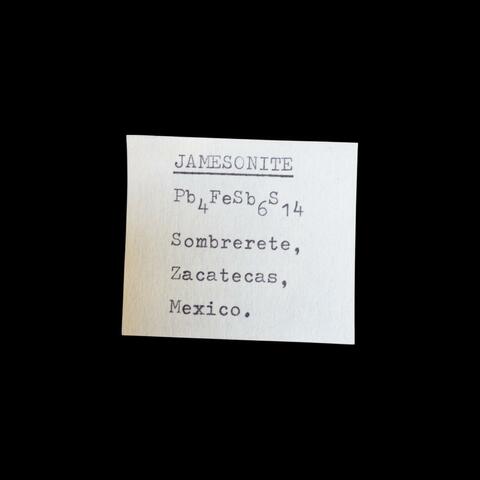 JAMESONITE
Pb4FeSb6S14
Sombrerete,
Zacatecas,
Mexico.